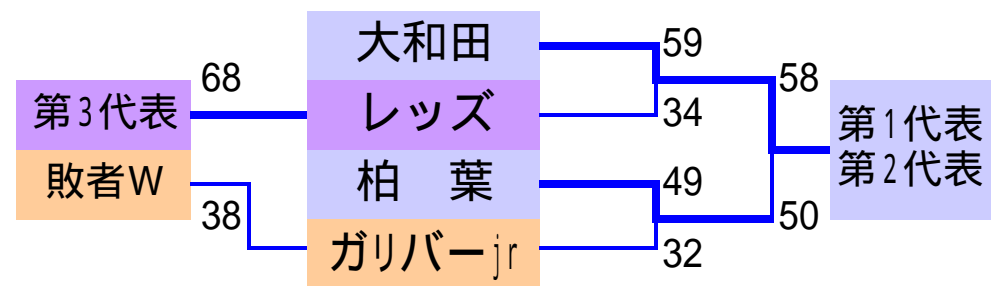 大和田
レッズ
柏 葉
ガリバーjr
第3代表
敗者W
68
38
59
34
49
32
58
50
第1代表
第2代表